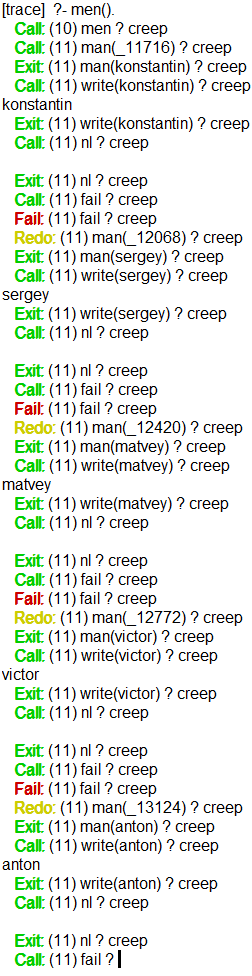 [trace]  ?- men().
Call: (10) men ? creep
Call: (11) man(_11716) ? creep
Exit: (11) man(konstantin) ? creep
Call: (11) write(konstantin) ? creep
konstantin
Exit: (11) write(konstantin) ? creep
Call: (11) nl ? creep

Exit: (11) nl ? creep
Call: (11) fail ? creep
Fail: (11) fail ? creep
Redo: (11) man(_12068) ? creep
Exit: (11) man(sergey) ? creep
Call: (11) write(sergey) ? creep
sergey
Exit: (11) write(sergey) ? creep
Call: (11) nl ? creep

Exit: (11) nl ? creep
Call: (11) fail ? creep
Fail: (11) fail ? creep
Redo: (11) man(_12420) ? creep
Exit: (11) man(matvey) ? creep
Call: (11) write(matvey) ? creep
matvey
Exit: (11) write(matvey) ? creep
Call: (11) nl ? creep

Exit: (11) nl ? creep
Call: (11) fail ? creep
Fail: (11) fail ? creep
Redo: (11) man(_12772) ? creep
Exit: (11) man(victor) ? creep
Call: (11) write(victor) ? creep
victor
Exit: (11) write(victor) ? creep
Call: (11) nl ? creep

Exit: (11) nl ? creep
Call: (11) fail ? creep
Fail: (11) fail ? creep
Redo: (11) man(_13124) ? creep
Exit: (11) man(anton) ? creep
Call: (11) write(anton) ? creep
anton
Exit: (11) write(anton) ? creep
Call: (11) nl ? creep

Exit: (11) nl ? creep
Call: (11) fail ?